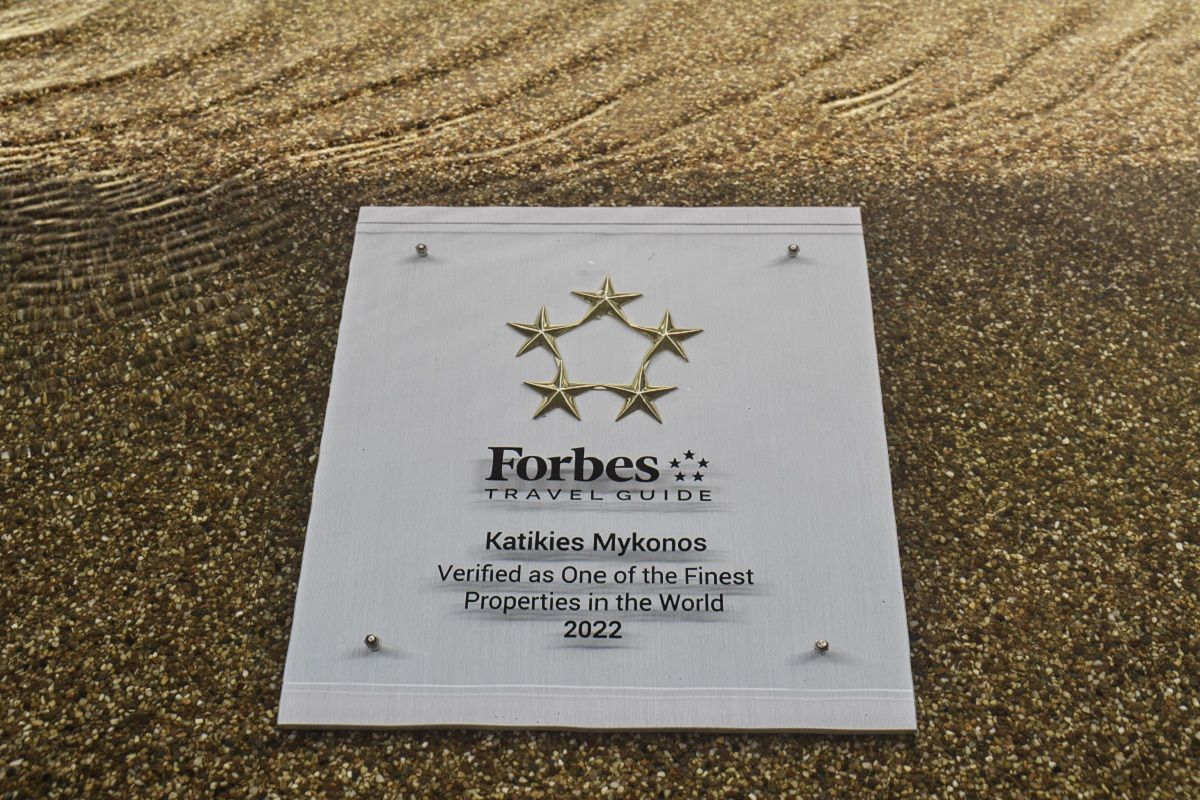 Forbes
TRAVEL GUIDE
Katikies Mykonos
Verified as One of the Finest
Properties in the World
2022